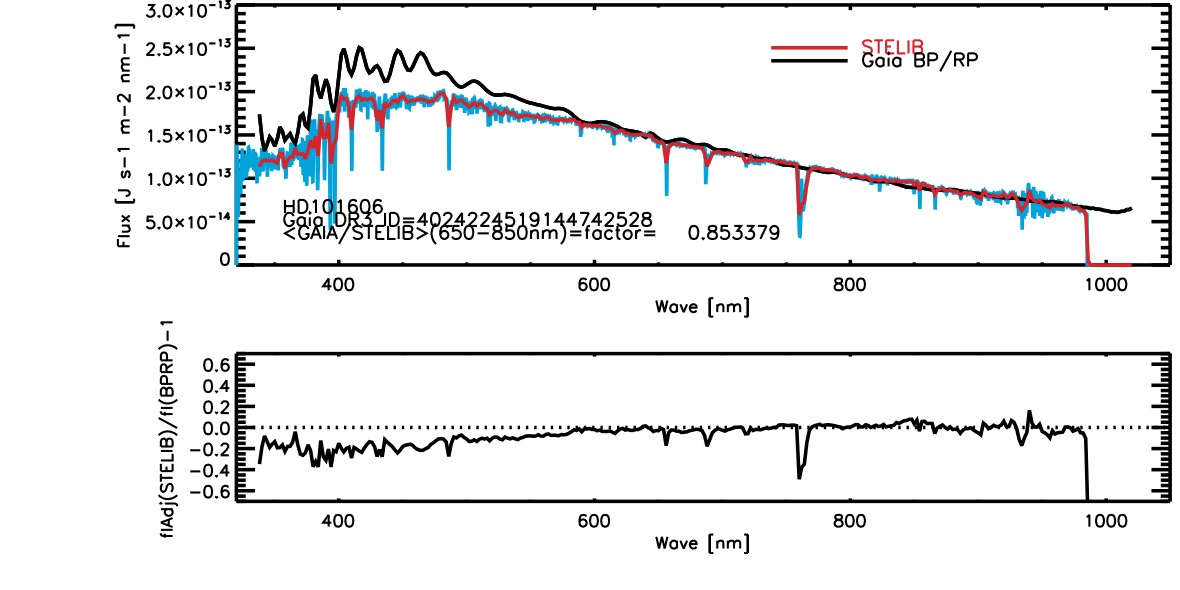 3.0×10−13
2.5×10−13
2.0×10−13
1.5×10−13
1.0×10−13
5.0×10−14
0
Flux [J s−1 m−2 nm−1]
STELIB
Gaia BP/RP
HD101606
Gaia DR3 ID=4024224519144742528
<GAIA/STELIB>(650−850nm)=factor= 0.853379
400 600 800 1000
Wave [nm]
0.6
0.4
0.2
0.0
−0.2
−0.4
−0.6
flAdj(STELIB)/fl(BPRP)−1
400 600 800 1000
Wave [nm]